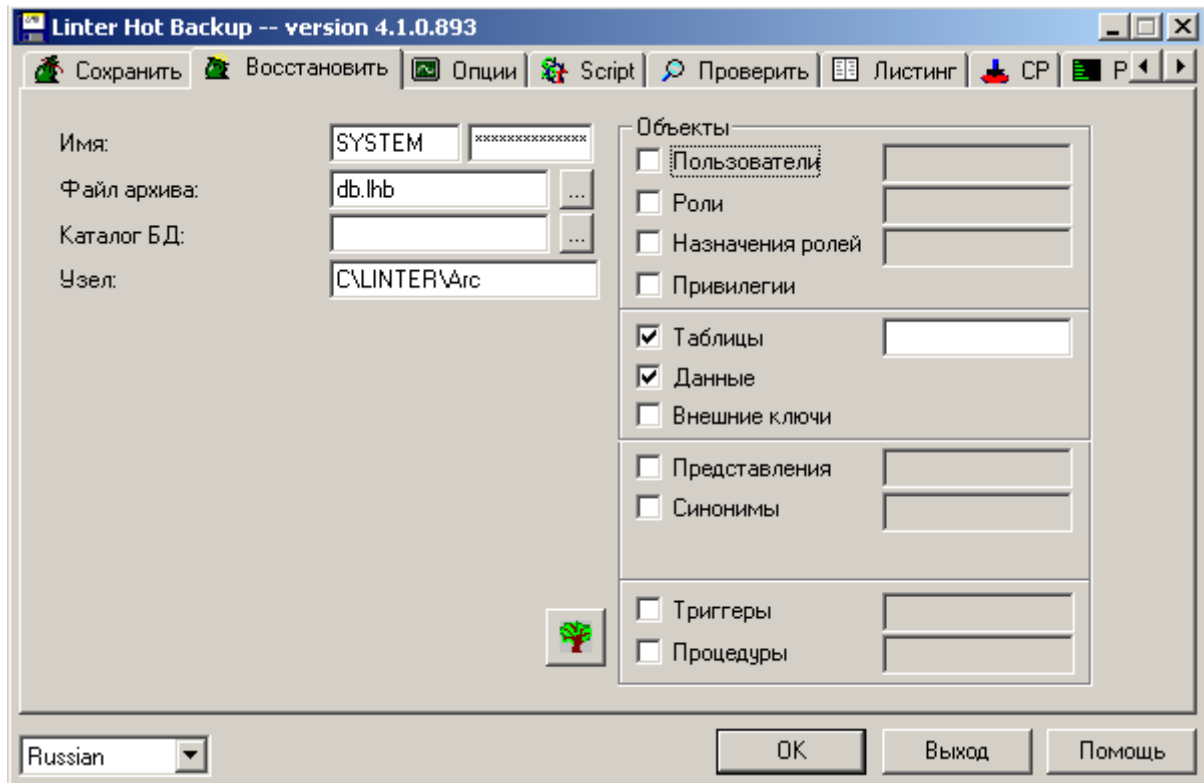 Linter Hot Backup -- version 4.1.0.893
Сохранить Восстановить Опции Script Проверить Листинг СР Р
Имя: SYSTEM **************
Файл архива: db.lhb ...
Каталог БД: ...
Узел: C\LINTER\Arc
Объекты
Пользователи
Роли
Назначения ролей
Привилегии
Таблицы
Данные
Внешние ключи
Представления
Синонимы
Триггеры
Процедуры
Russian
OK Выход Помощь